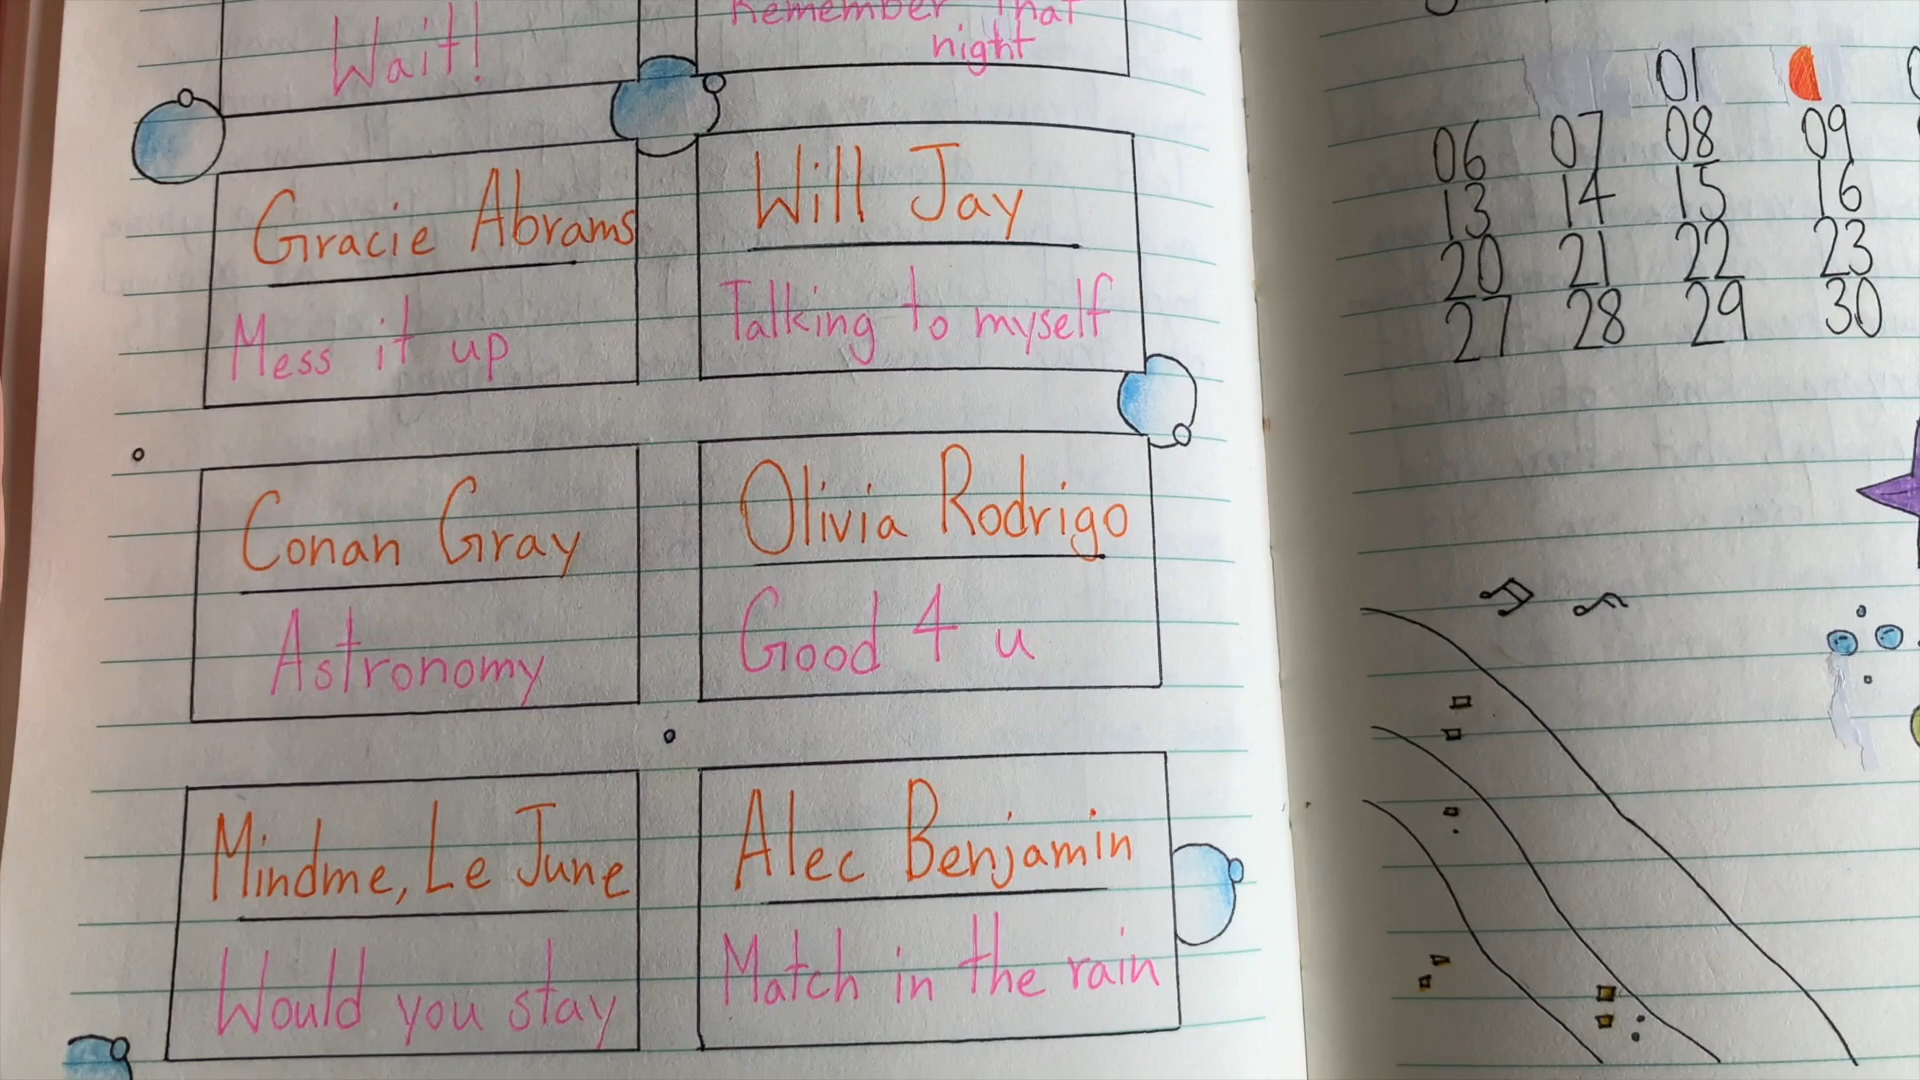 Wait!
Remember That
night
Gracie Abrams
Mess it up
Will Jay
Talking to myself
Conan Gray
Astronomy
Olivia Rodrigo
Good 4 u
Mindme, Le June
Would you stay
Alec Benjamin
Match in the rain
01
06 07 08 09
13 14 15 16
20 21 22 23
27 28 29 30